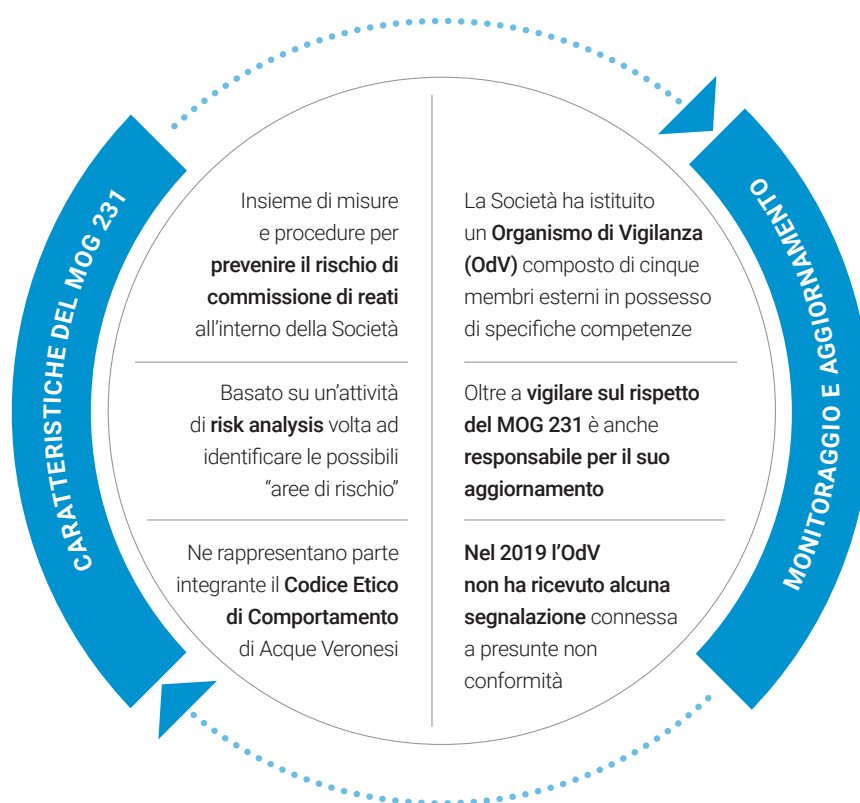 CARATTERISTICHE DEL MOG 231
Insieme di misure
e procedure per
prevenire il rischio di
commissione di reati
all’interno della Società
Basato su un’attività
di risk analysis volta ad
identificare le possibili
“aree di rischio”
Ne rappresentano parte
integrante il Codice Etico
di Comportamento
di Acque Veronesi
MONITORAGGIO E AGGIORNAMENTO
La Società ha istituito
un Organismo di Vigilanza
(OdV) composto di cinque
membri esterni in possesso
di specifiche competenze
Oltre a vigilare sul rispetto
del MOG 231 è anche
responsabile per il suo
aggiornamento
Nel 2019 l’OdV
non ha ricevuto alcuna
segnalazione connessa
a presunte non
conformità